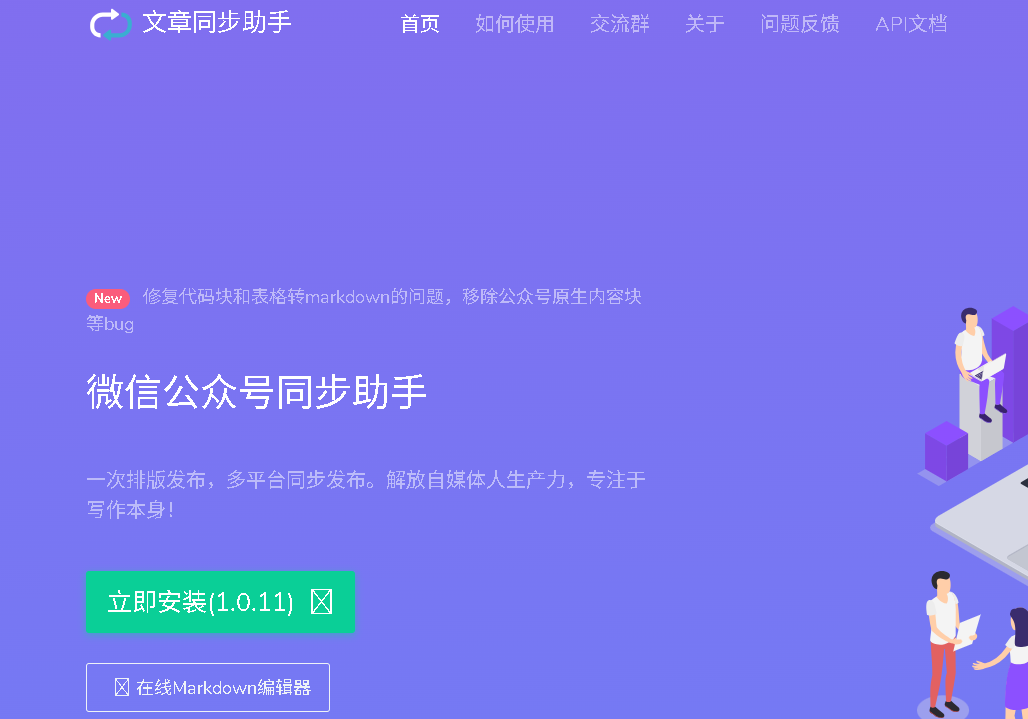 文章同步助手
首页 如何使用 交流群 关于 问题反馈 API文档
New 修复代码块和表格转markdown的问题，移除公众号原生内容块
等bug
微信公众号同步助手
一次排版发布，多平台同步发布。解放自媒体人生产力，专注于
写作本身！
立即安装(1.0.11)
在线Markdown编辑器